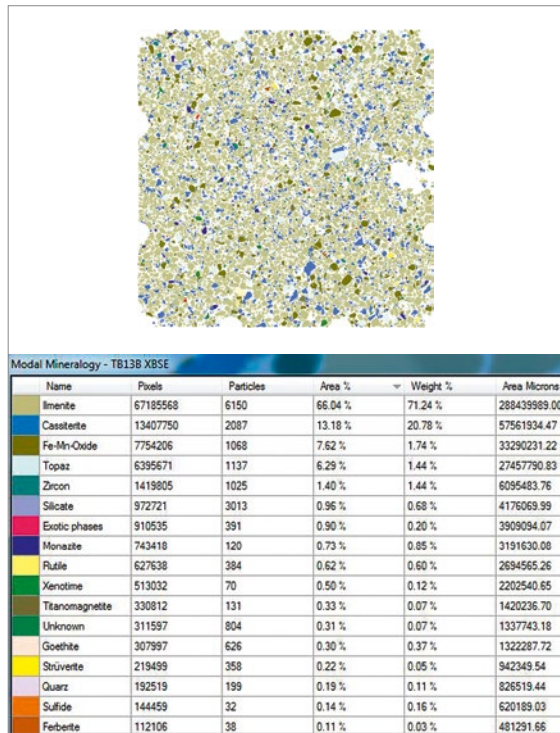 Modal Mineralogy - TB13B XBSE
Name Pixels Particles Area % Weight % Area Microns
Ilmenite 67185568 6150 66.04 % 71.24 % 288439989.00
Cassiterite 13407750 2087 13.18 % 20.78 % 57561934.47
Fe-Mn-Oxide 7754206 1068 7.62 % 1.74 % 33290231.22
Topaz 6395671 1137 6.29 % 1.44 % 27457790.83
Zircon 1419805 1025 1.40 % 1.44 % 6095483.76
Silicate 972721 3013 0.96 % 0.68 % 4176069.99
Exotic phases 910535 391 0.90 % 0.20 % 3909094.07
Monazite 743418 120 0.73 % 0.85 % 3191630.08
Rutile 627638 384 0.62 % 0.60 % 2694565.26
Xenotime 513032 70 0.50 % 0.12 % 2202540.65
Titanomagnetite 330812 131 0.33 % 0.07 % 1420236.70
Unknown 311597 804 0.31 % 0.07 % 1337743.18
Goethite 307997 626 0.30 % 0.37 % 1322287.72
Strüverite 219499 358 0.22 % 0.05 % 942349.54
Quarz 192519 199 0.19 % 0.11 % 826519.44
Sulfide 144459 32 0.14 % 0.16 % 620189.03
Ferberite 112106 38 0.11 % 0.03 % 481291.66